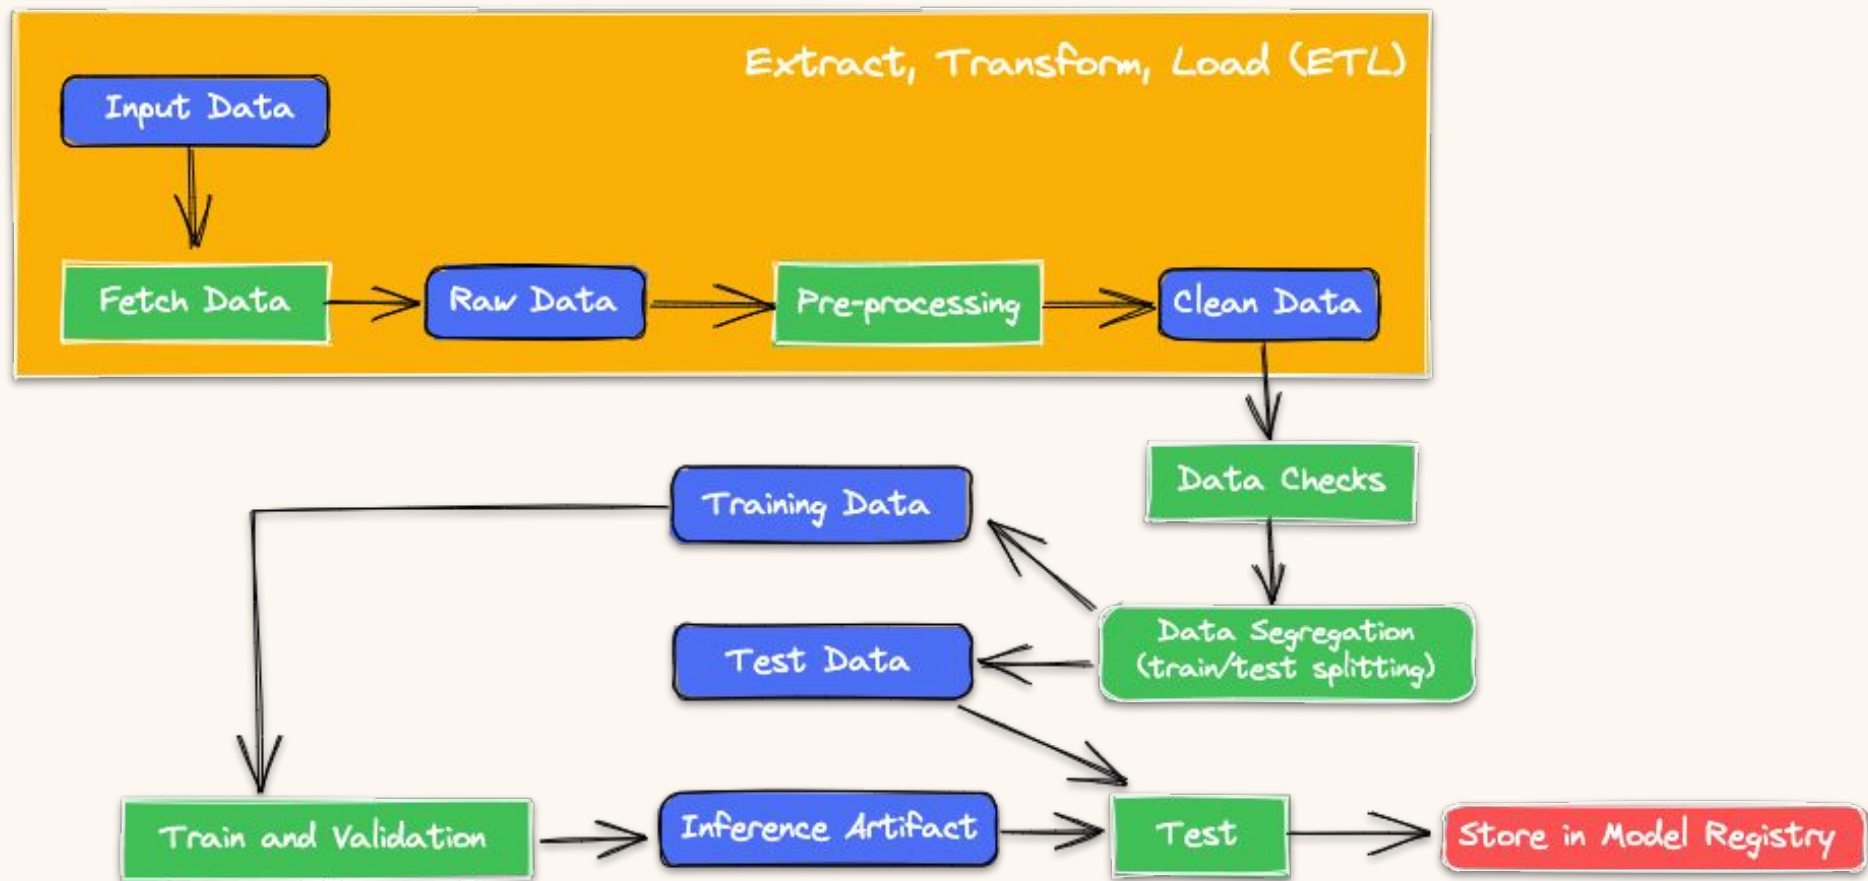 Extract, Transform, Load (ETL)
Input Data
Fetch Data
Raw Data
Pre-processing
Clean Data
Data Checks
Training Data
Data Segregation
(train/test splitting)
Test Data
Train and Validation
Inference Artifact
Test
Store in Model Registry